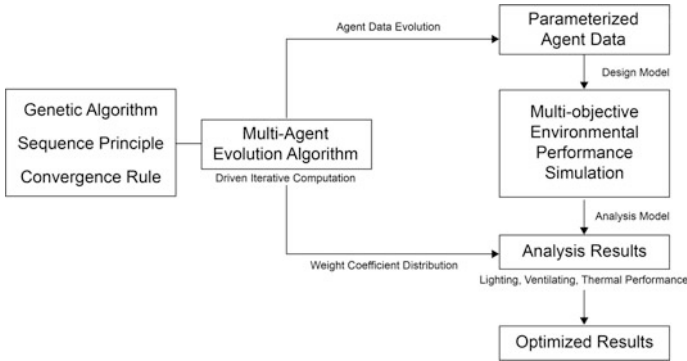 Agent Data Evolution
Parameterized
Agent Data
Design Model
Genetic Algorithm
Sequence Principle
Convergence Rule
Multi-Agent
Evolution Algorithm
Driven Iterative Computation
Multi-objective
Environmental
Performance
Simulation
Analysis Model
Weight Coefficient Distribution
Analysis Results
Lighting, Ventilating, Thermal Performance
Optimized Results